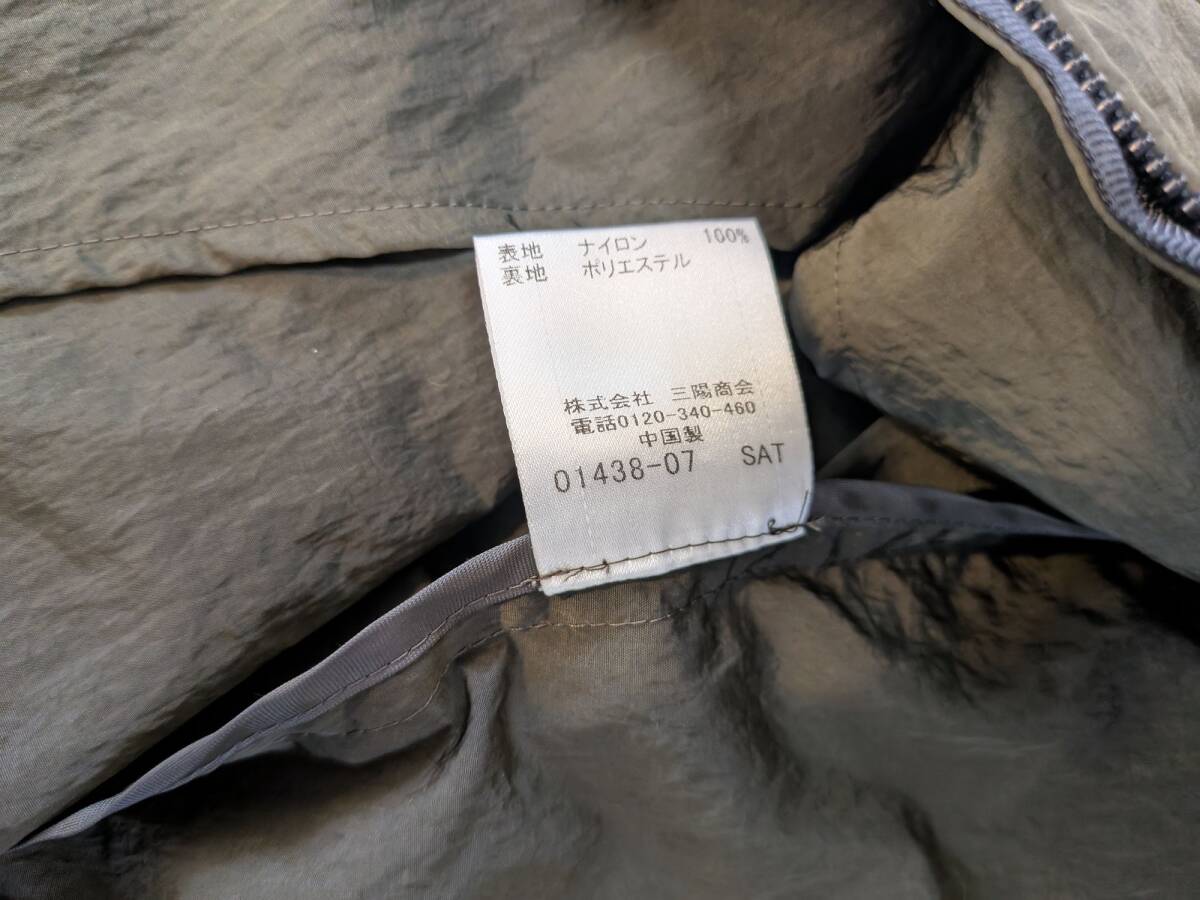 表地 ナイロン 100%
裏地 ポリエステル
株式会社 三陽商会
電話0120-340-460
中国製
01438-07 SAT